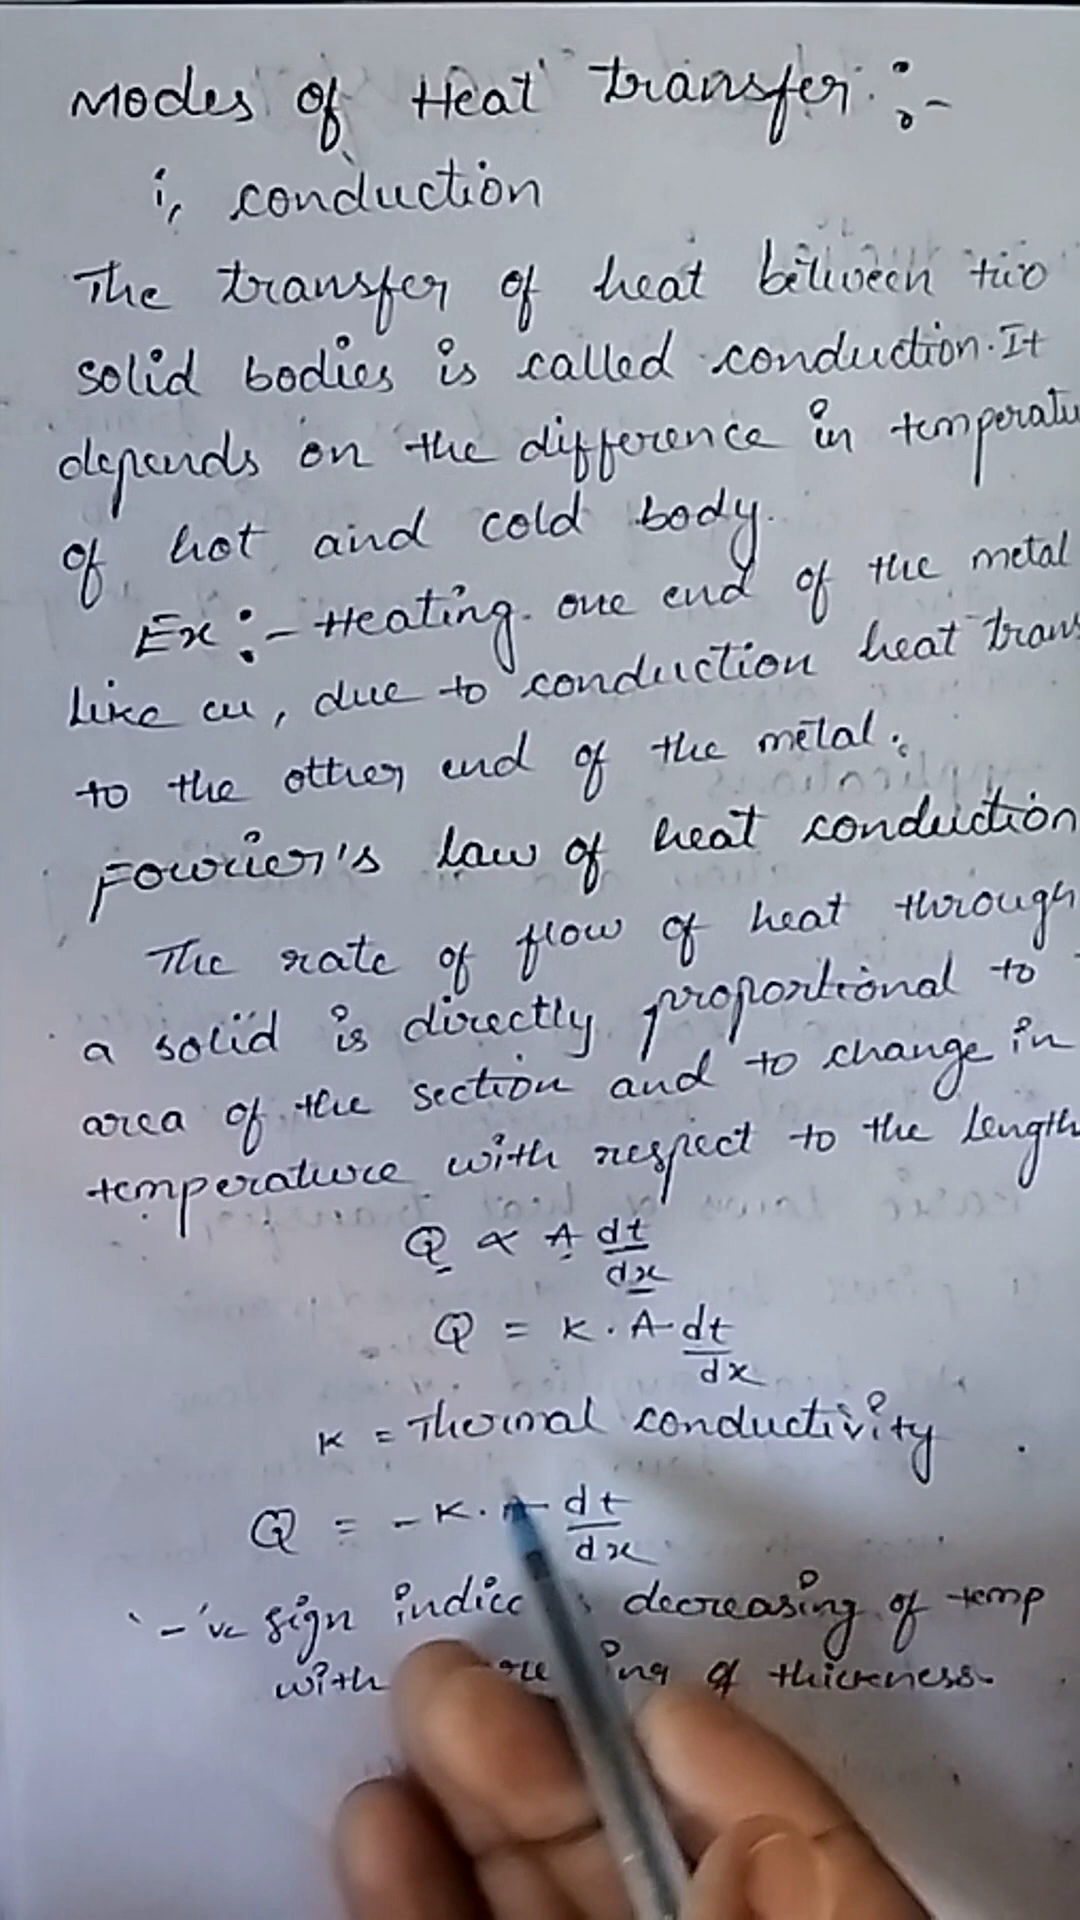 Modes of Heat transfer :-
i, conduction
The transfer of heat between two
solid bodies is called conduction. It
depends on the difference in temperatu
of hot and cold body.
Ex :- Heating one end of the metal
Like cu, due to conduction heat trans
to the other end of the metal.
Fourier's law of heat conduction
The rate of flow of heat through
a solid is directly proportional to
area of the section and to change in
temperature with respect to the length
Q ∝ A dt/dx
Q = K . A dt/dx
K = Thermal conductivity
Q = - K . dt/dx
'-'ve sign decreasing of temp
with of thickness.